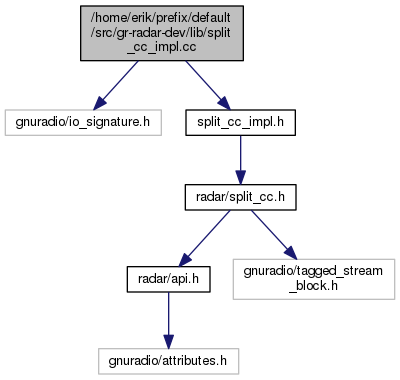 /home/erik/prefix/default
/src/gr-radar-dev/lib/split
_cc_impl.cc
gnuradio/io_signature.h
split_cc_impl.h
radar/split_cc.h
radar/api.h
gnuradio/tagged_stream
_block.h
gnuradio/attributes.h